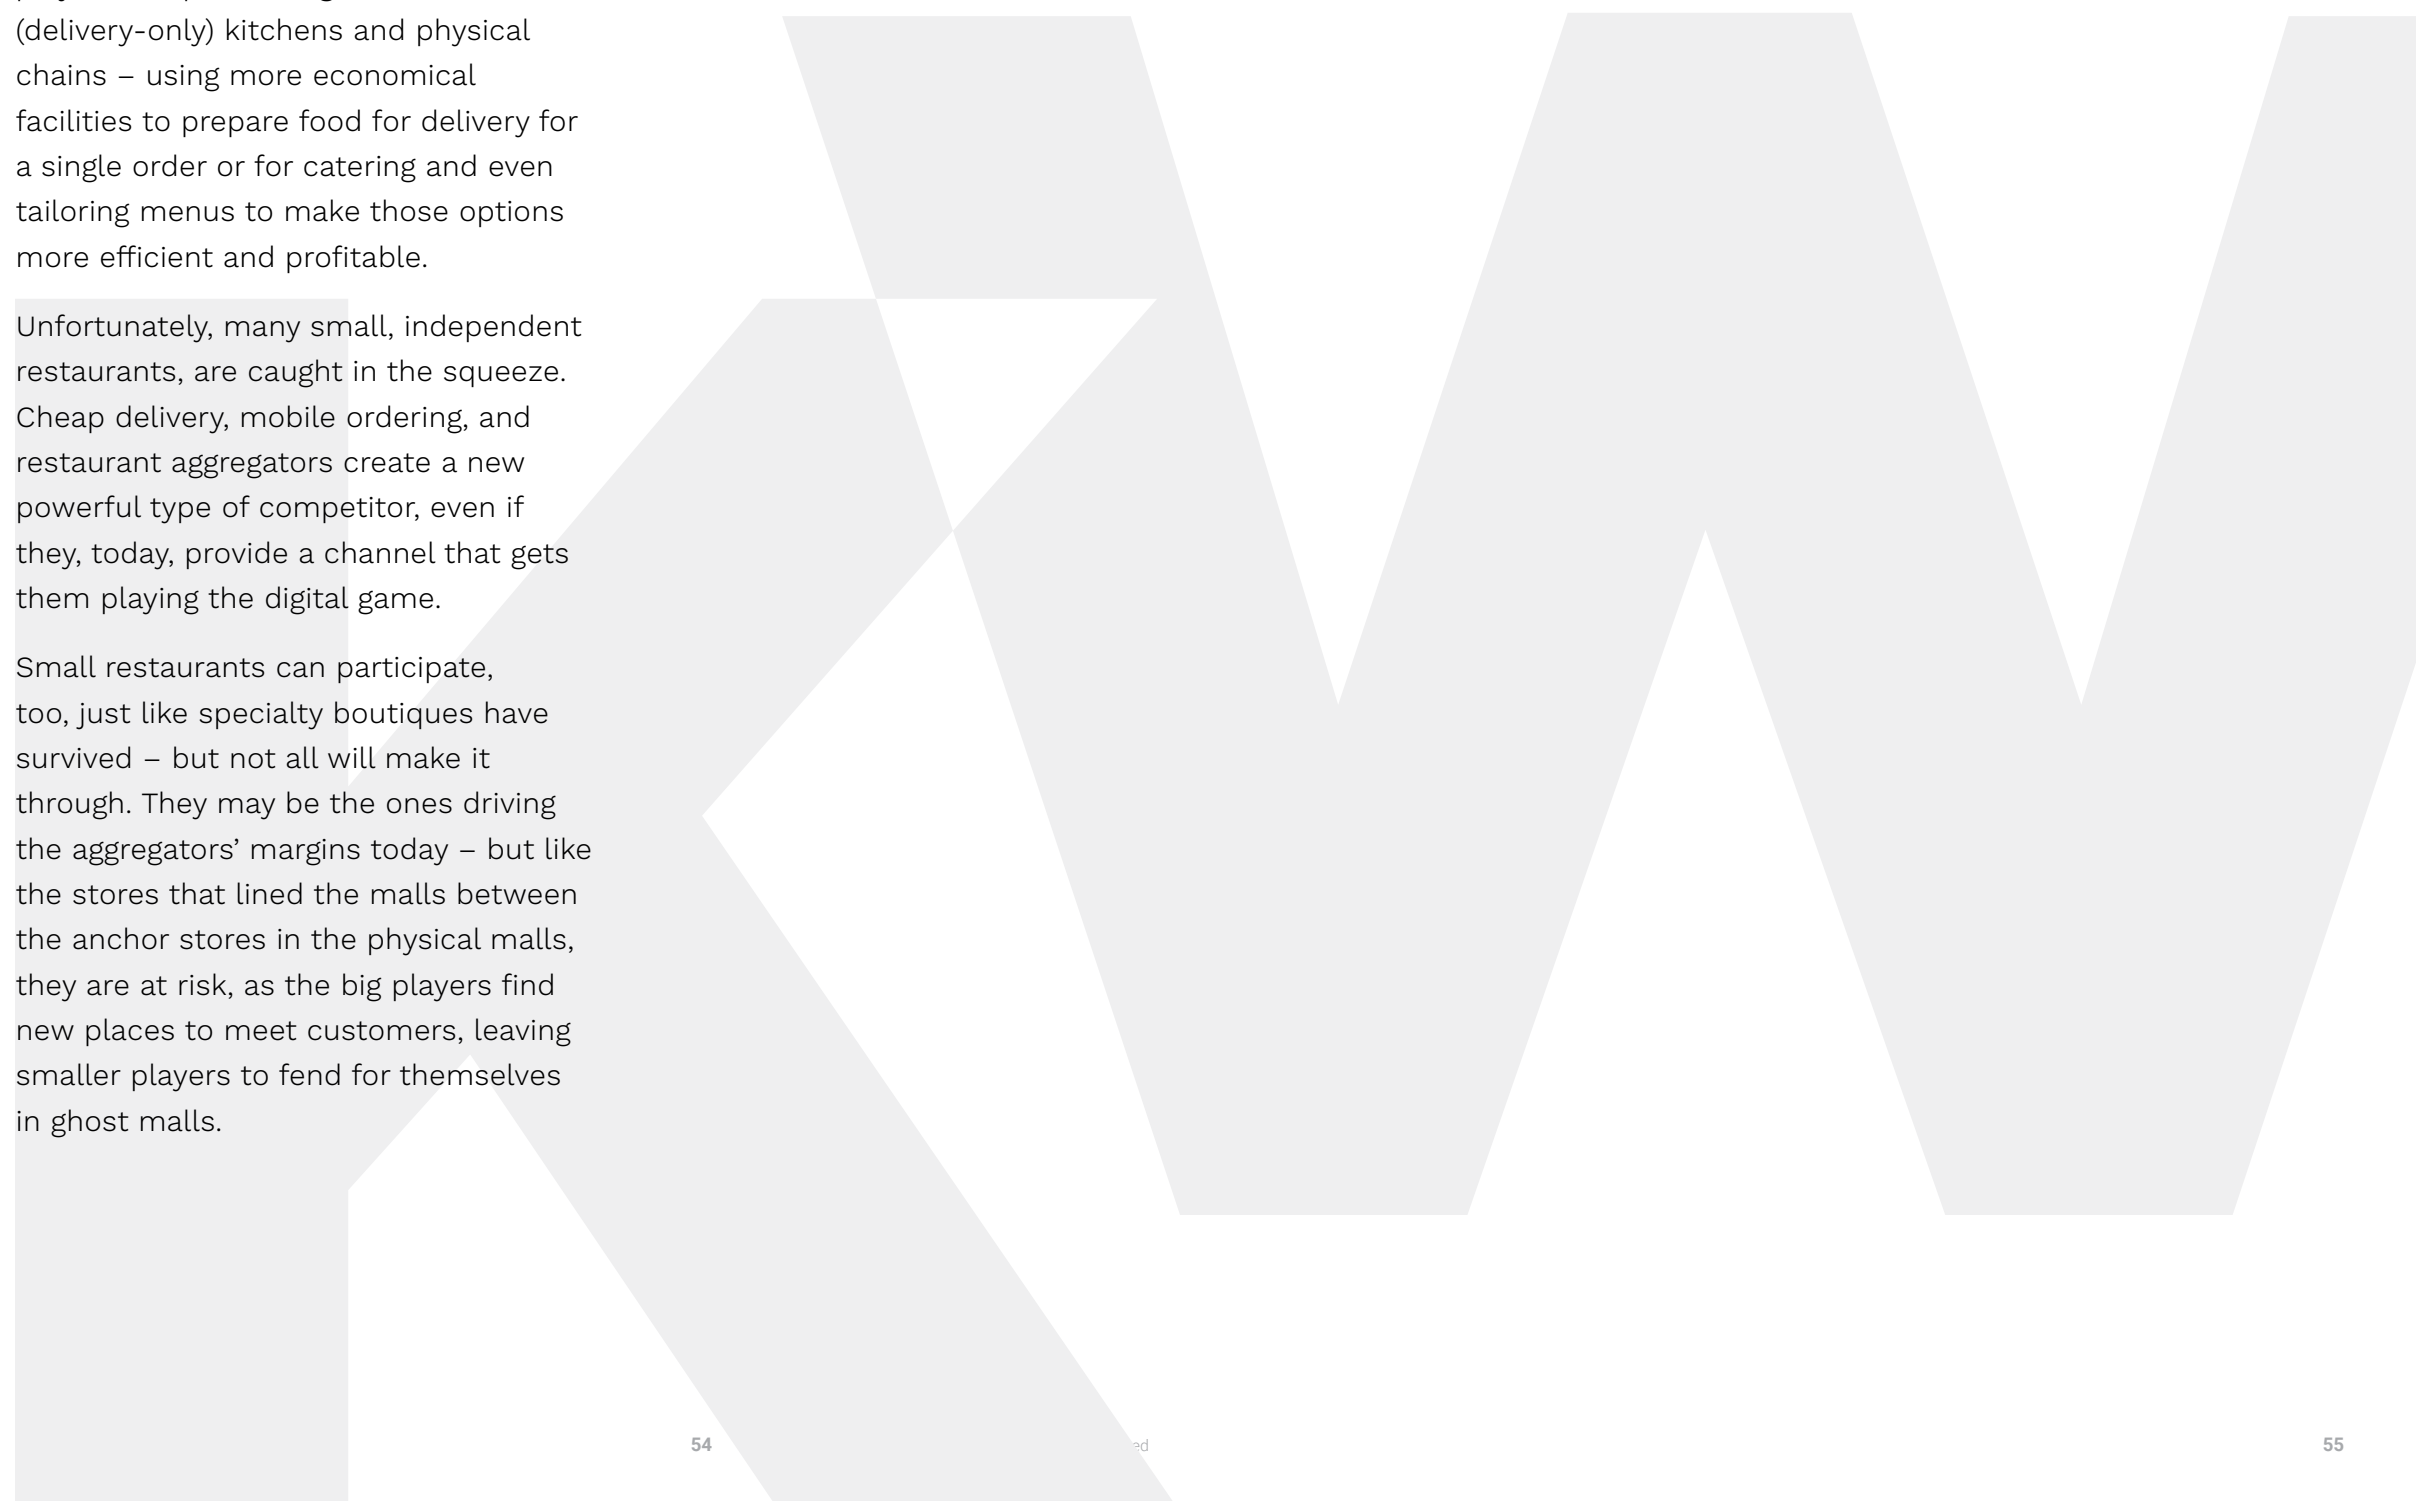 (delivery-only) kitchens and physical
chains – using more economical
facilities to prepare food for delivery for
a single order or for catering and even
tailoring menus to make those options
more efficient and profitable.
Unfortunately, many small, independent
restaurants, are caught in the squeeze.
Cheap delivery, mobile ordering, and
restaurant aggregators create a new
powerful type of competitor, even if
they, today, provide a channel that gets
them playing the digital game.
Small restaurants can participate,
too, just like specialty boutiques have
survived – but not all will make it
through. They may be the ones driving
the aggregators’ margins today – but like
the stores that lined the malls between
the anchor stores in the physical malls,
they are at risk, as the big players find
new places to meet customers, leaving
smaller players to fend for themselves
in ghost malls.
KW
54
55